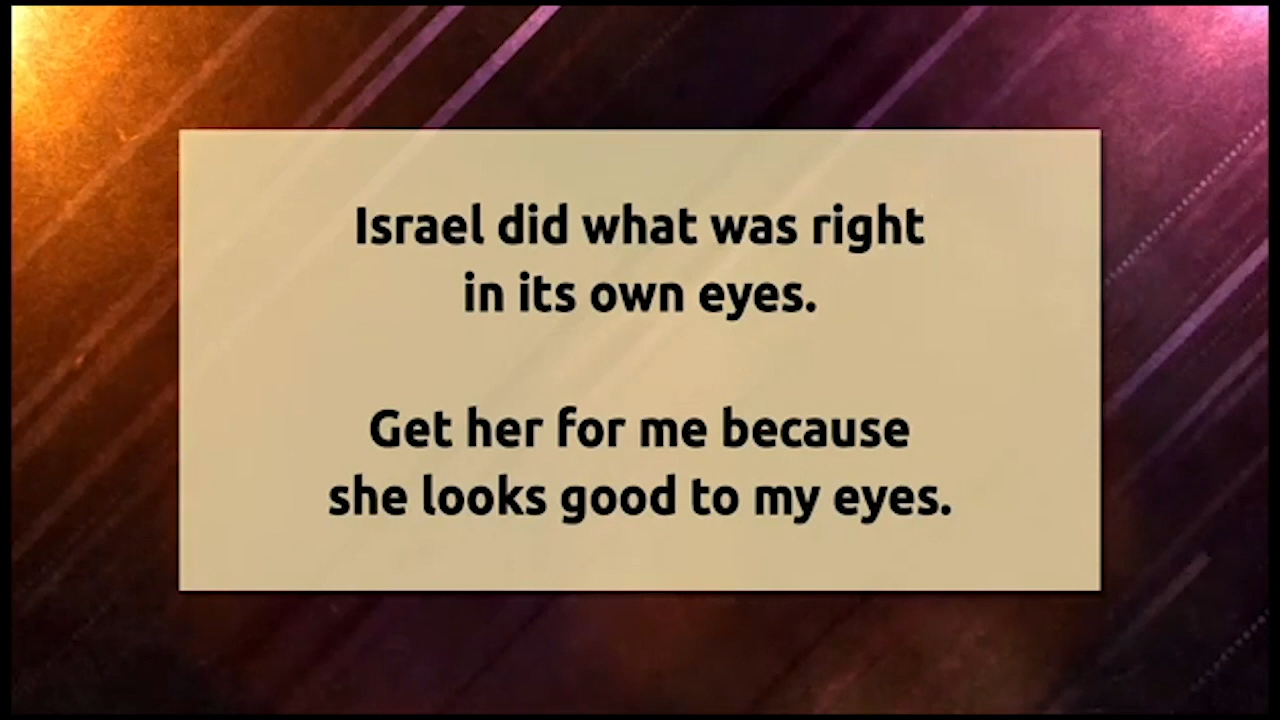 Israel did what was right
in its own eyes.
Get her for me because
she looks good to my eyes.